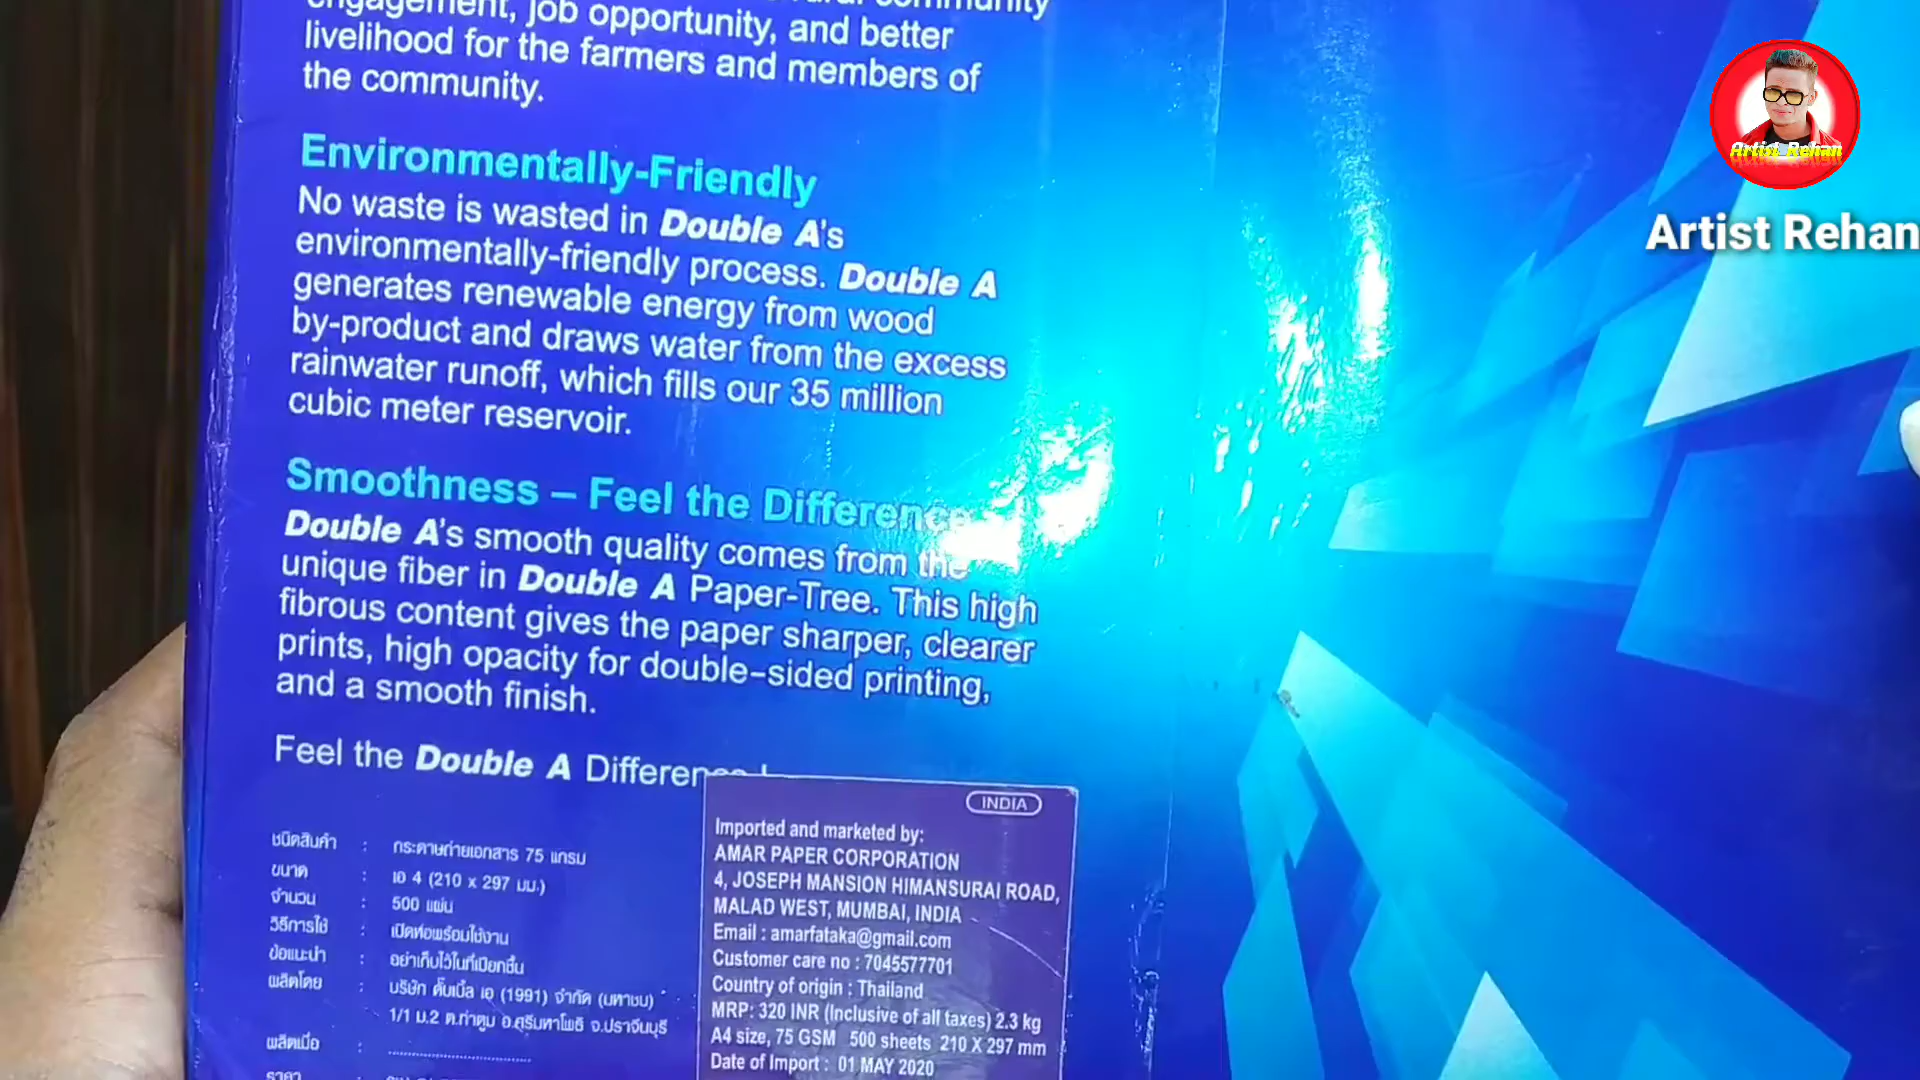 engagement, job opportunity, and better
livelihood for the farmers and members of
the community.
Environmentally-Friendly
No waste is wasted in Double A's
environmentally-friendly process. Double A
generates renewable energy from wood
by-product and draws water from the excess
rainwater runoff, which fills our 35 million
cubic meter reservoir.
Smoothness – Feel the Difference
Double A's smooth quality comes from the
unique fiber in Double A Paper-Tree. This high
fibrous content gives the paper sharper, clearer
prints, high opacity for double-sided printing,
and a smooth finish.
Feel the Double A Difference !
ชนิดสินค้า : กระดาษถ่ายเอกสาร 75 แกรม
ขนาด : เอ 4 (210 x 297 มม.)
จำนวน : 500 แผ่น
วิธีการใช้ : เปิดห่อพร้อมใช้งาน
ข้อแนะนำ : อย่าเก็บไว้ในที่เปียกชื้น
ผลิตโดย : บริษัท ดั๊บเบิ้ล เอ (1991) จำกัด (มหาชน)
1/1 ม.2 ต.ท่าตูม อ.ศรีมหาโพธิ จ.ปราจีนบุรี
ผลิตเมื่อ :
ราคา :
INDIA
Imported and marketed by:
AMAR PAPER CORPORATION
4, JOSEPH MANSION HIMANSURAI ROAD,
MALAD WEST, MUMBAI, INDIA
Email : amarfataka@gmail.com
Customer care no : 7045577701
Country of origin : Thailand
MRP: 320 INR (Inclusive of all taxes) 2.3 kg
A4 size, 75 GSM 500 sheets 210 X 297 mm
Date of Import : 01 MAY 2020
Artist Rehan
Artist Rehan